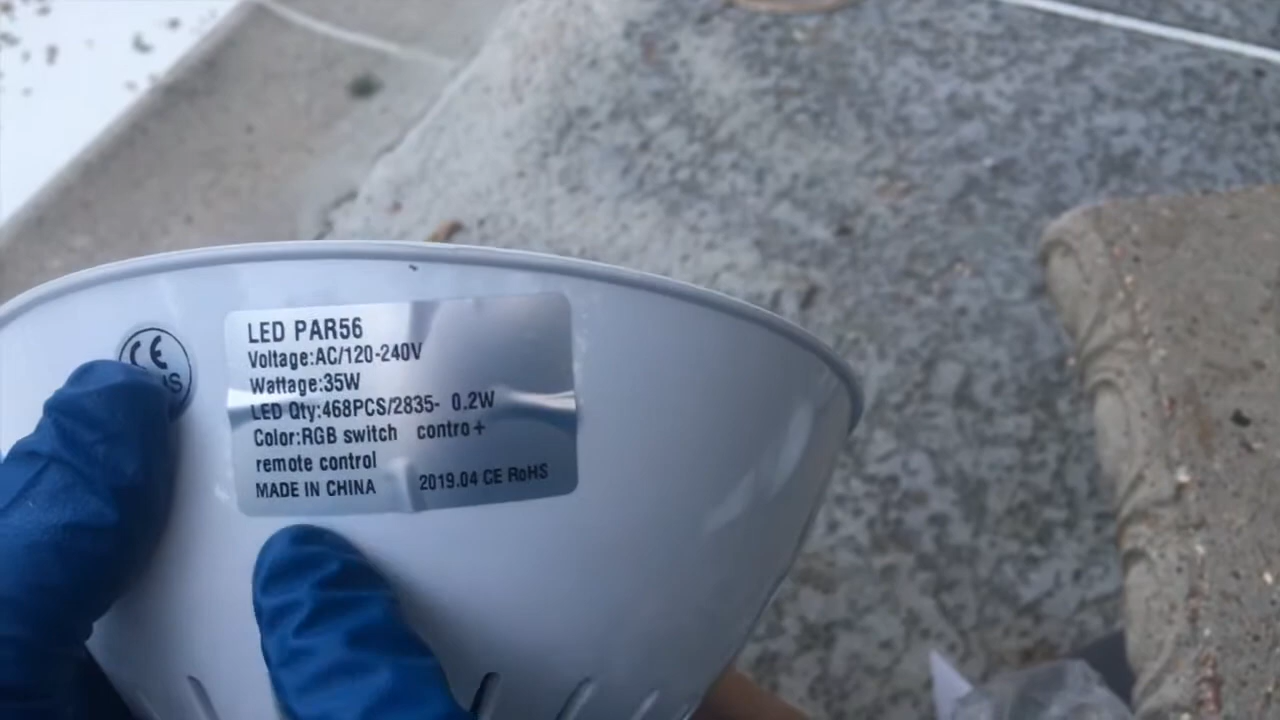 CE
LED PAR56
Voltage:AC/120-240V
Wattage:35W
LED Qty:468PCS/2835- 0.2W
Color:RGB switch contro+
remote control
MADE IN CHINA 2019.04 CE RoHS